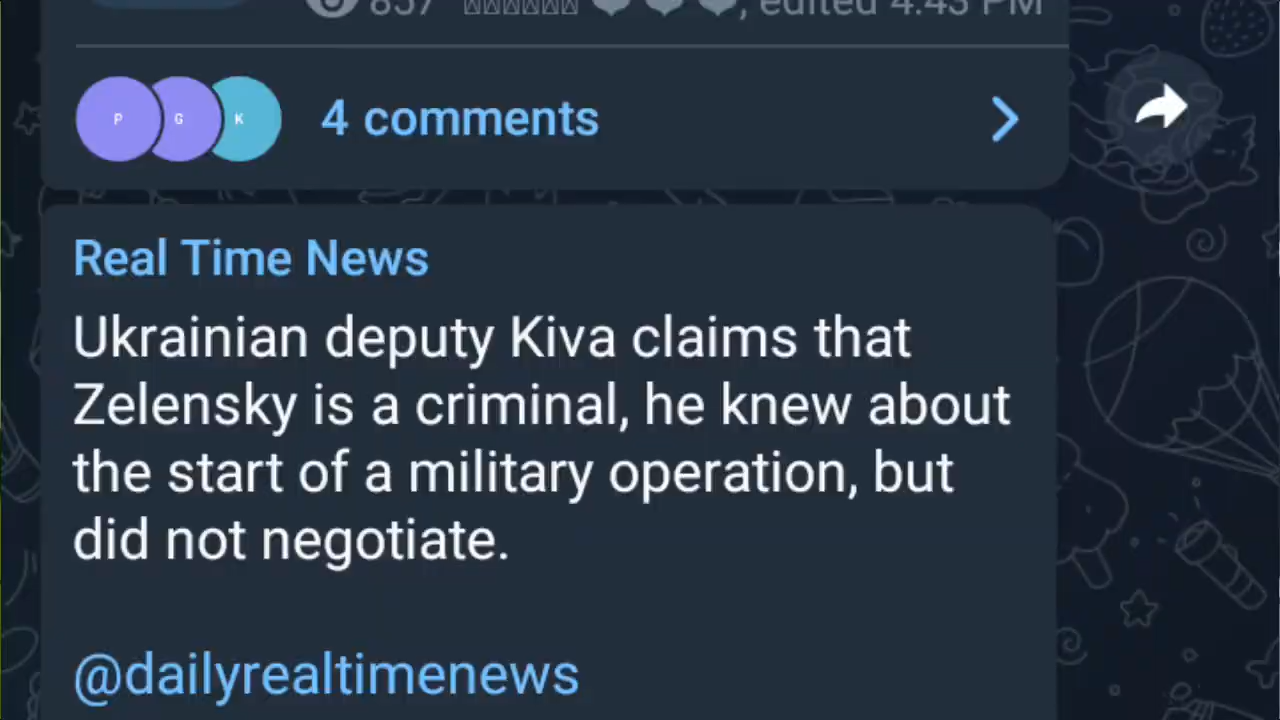 857 edited 4:43 PM
P G K 4 comments
Real Time News
Ukrainian deputy Kiva claims that
Zelensky is a criminal, he knew about
the start of a military operation, but
did not negotiate.
@dailyrealtimenews